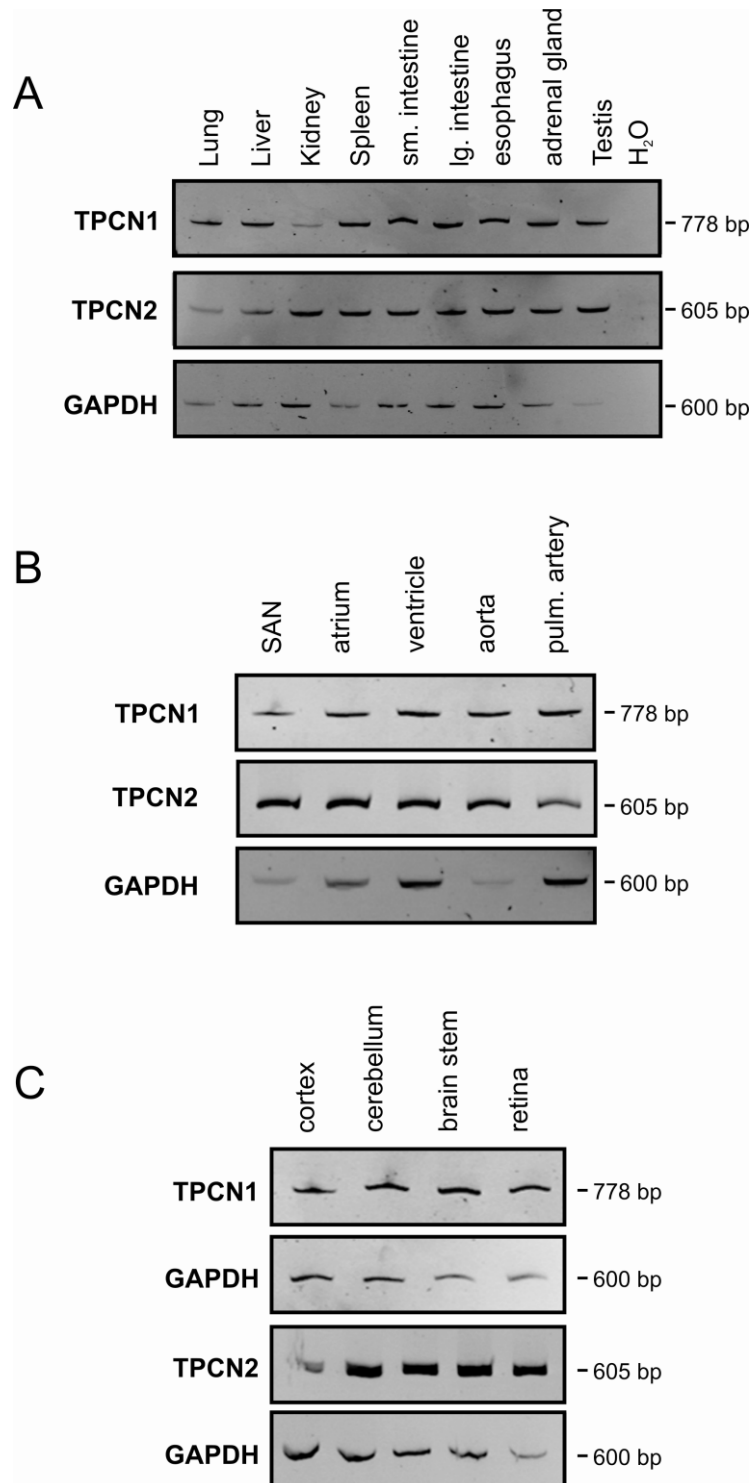 A
Lung Liver Kidney Spleen sm. intestine lg. intestine esophagus adrenal gland Testis H₂O
TPCN1 778 bp
TPCN2 605 bp
GAPDH 600 bp
B
SAN atrium ventricle aorta pulm. artery
TPCN1 778 bp
TPCN2 605 bp
GAPDH 600 bp
C
cortex cerebellum brain stem retina
TPCN1 778 bp
GAPDH 600 bp
TPCN2 605 bp
GAPDH 600 bp